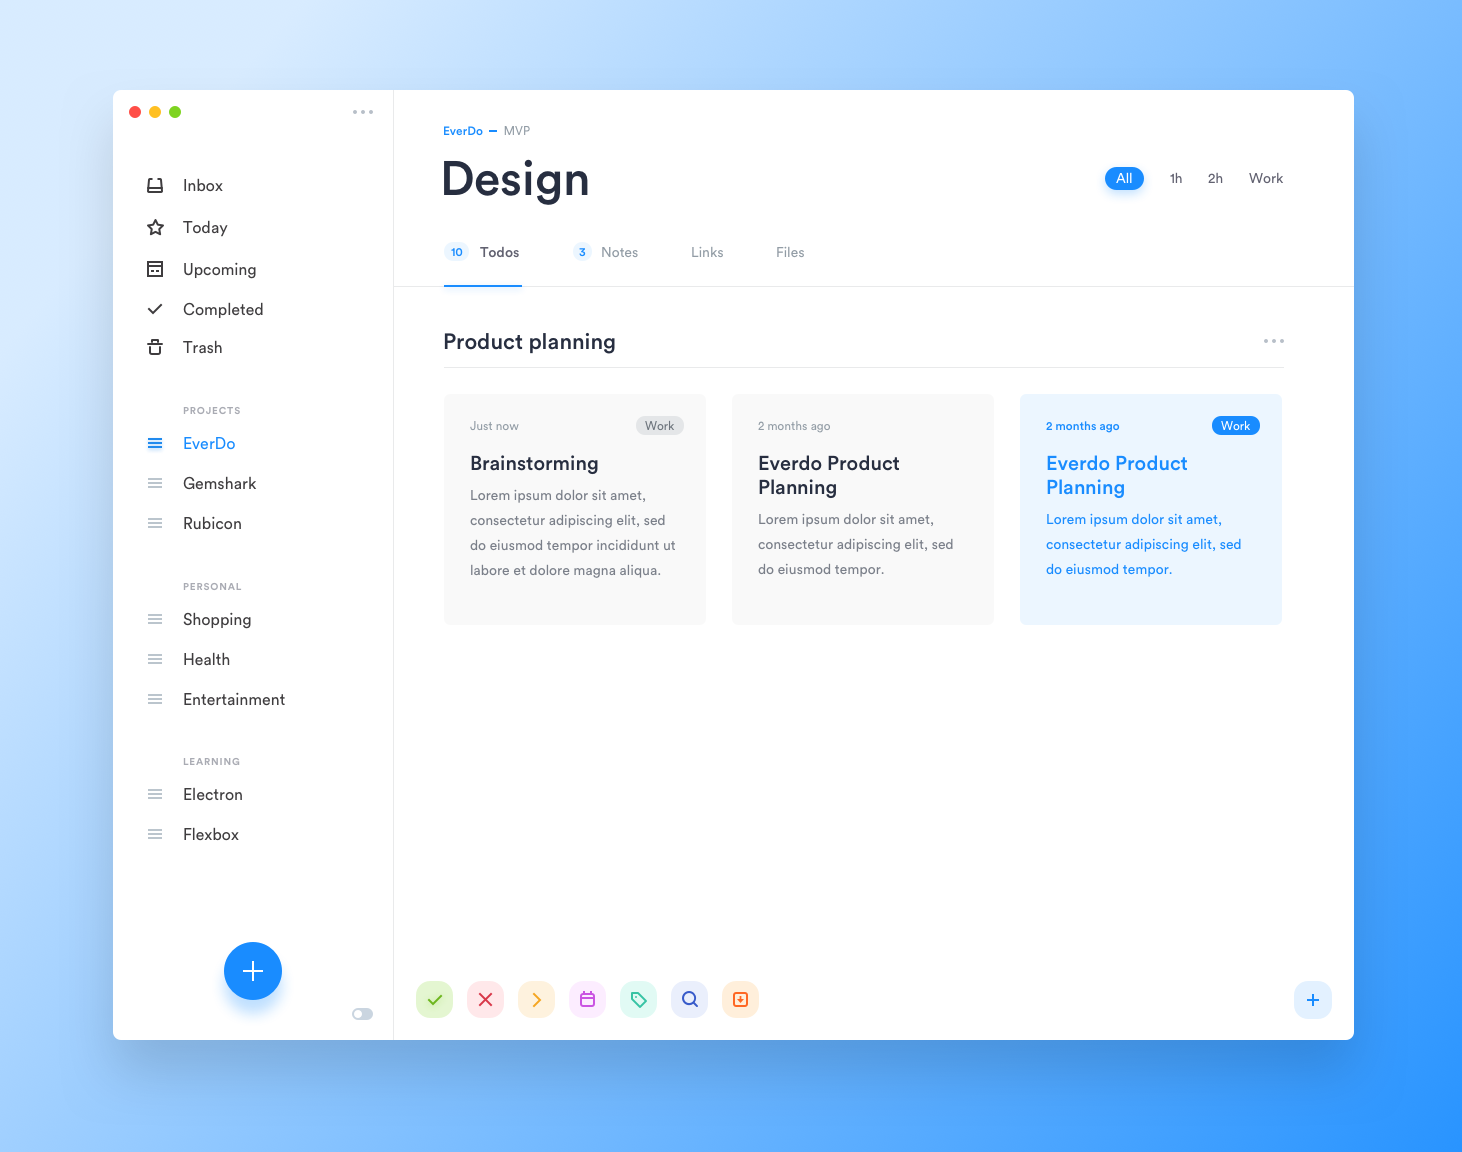 Inbox
Today
Upcoming
Completed
Trash
PROJECTS
EverDo
Gemshark
Rubicon
PERSONAL
Shopping
Health
Entertainment
LEARNING
Electron
Flexbox
EverDo – MVP
Design
All 1h 2h Work
10 Todos 3 Notes Links Files
Product planning
Just now Work
Brainstorming
Lorem ipsum dolor sit amet,
consectetur adipiscing elit, sed
do eiusmod tempor incididunt ut
labore et dolore magna aliqua.
2 months ago
Everdo Product
Planning
Lorem ipsum dolor sit amet,
consectetur adipiscing elit, sed
do eiusmod tempor.
2 months ago Work
Everdo Product
Planning
Lorem ipsum dolor sit amet,
consectetur adipiscing elit, sed
do eiusmod tempor.